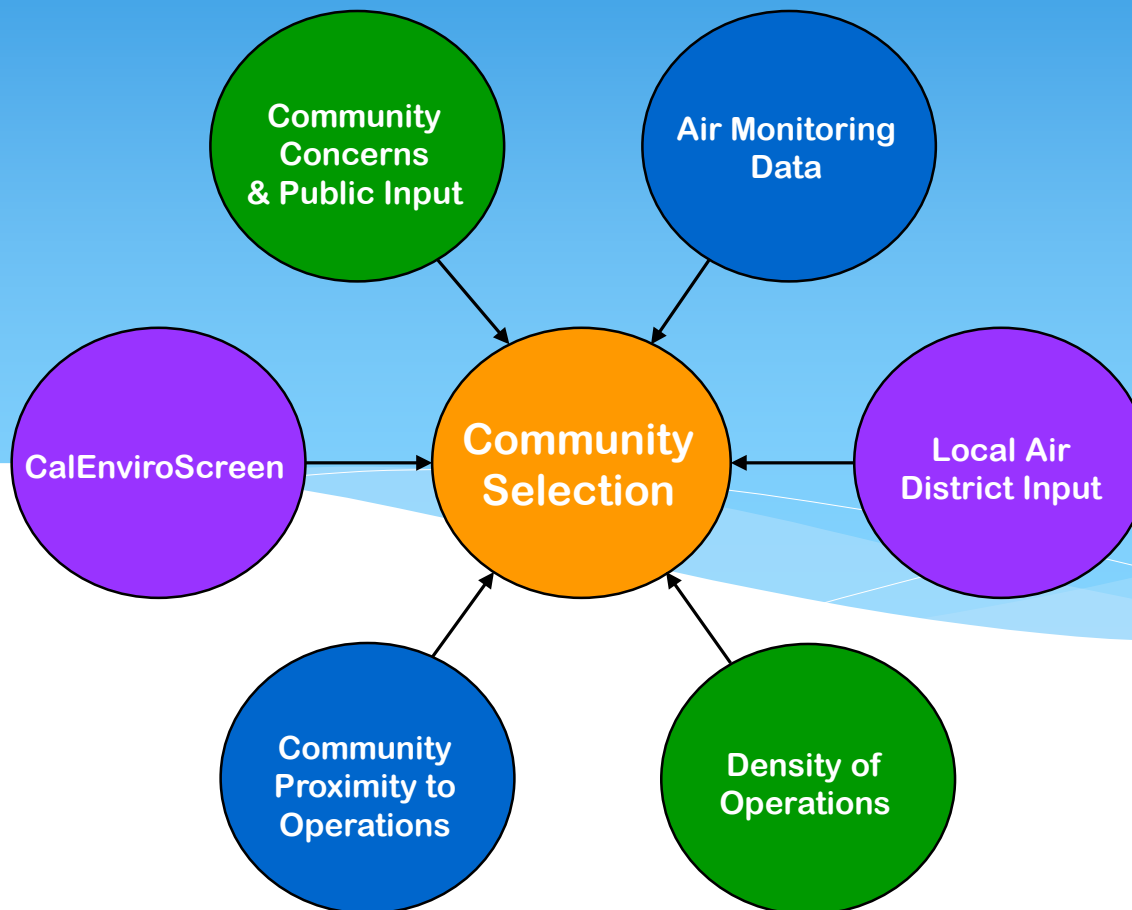 Community
Concerns
& Public Input
Air Monitoring
Data
CalEnviroScreen
Community
Selection
Local Air
District Input
Community
Proximity to
Operations
Density of
Operations